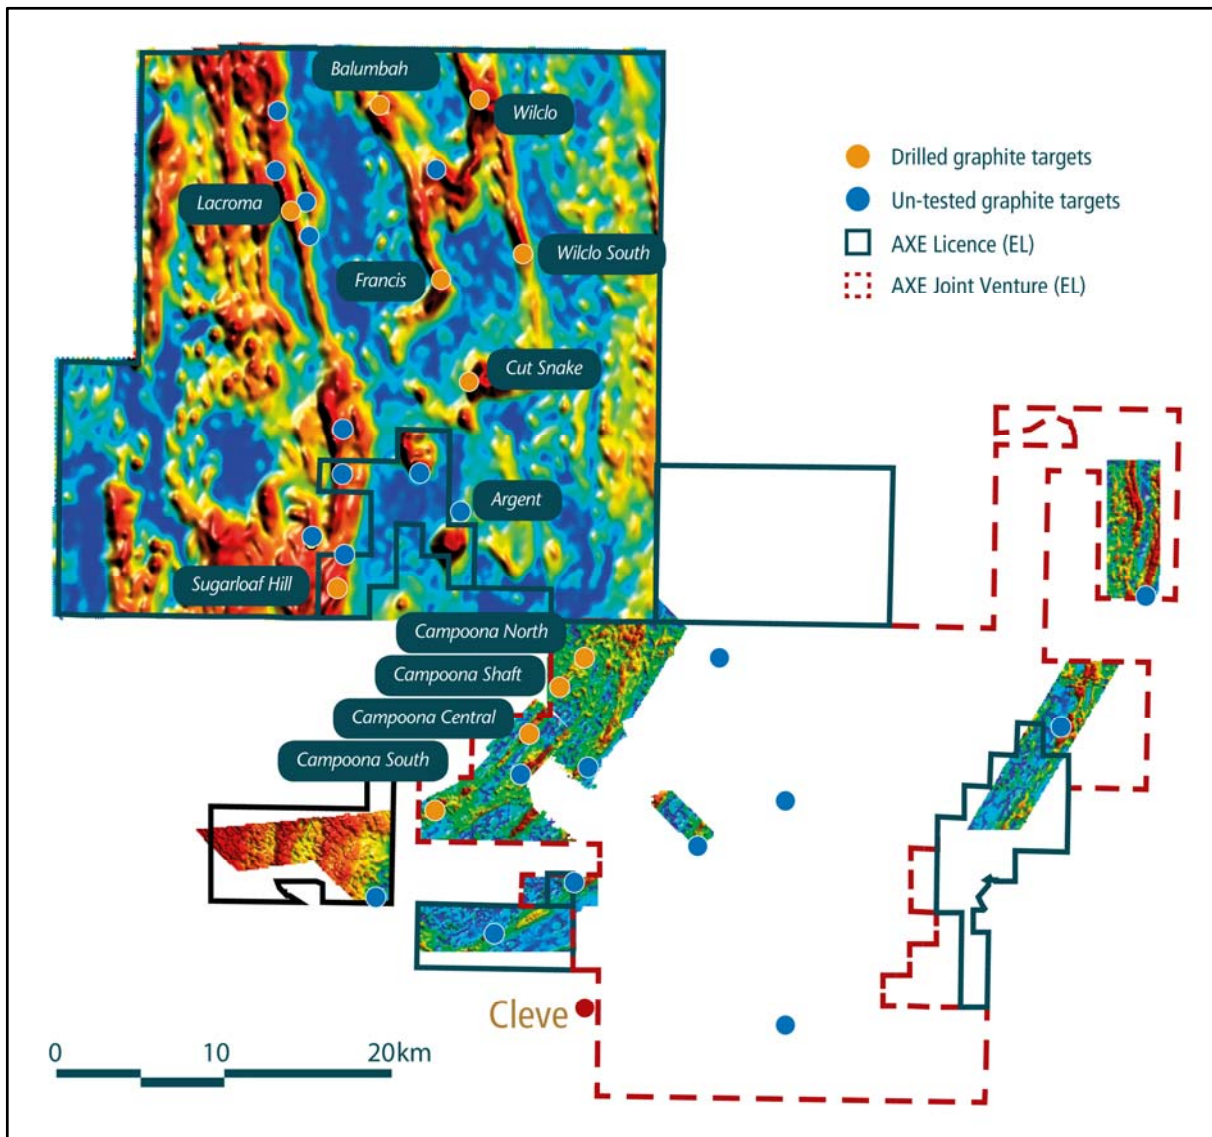 Balumbah
Wilclo
Drilled graphite targets
Un-tested graphite targets
Lacroma
AXE Licence (EL)
Wilclo South
Francis
AXE Joint Venture (EL)
Cut Snake
Argent
Sugarloaf Hill
Campoona North
Campoona Shaft
Campoona Central
Campoona South
Cleve
0 10 20km